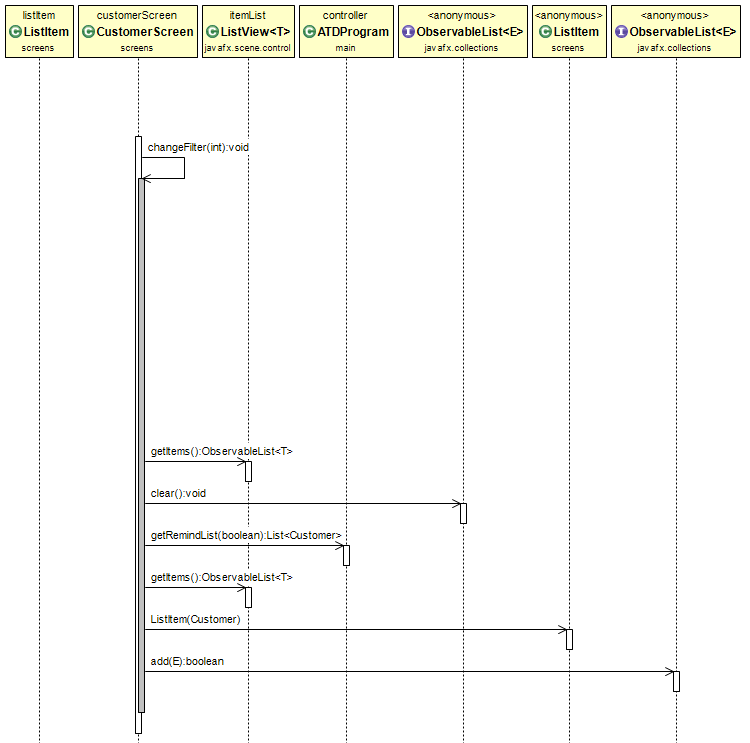 listItem
C ListItem
screens
customerScreen
C CustomerScreen
screens
itemList
C ListView<T>
javafx.scene.control
controller
C ATDProgram
main
<anonymous>
I ObservableList<E>
javafx.collections
<anonymous>
C ListItem
screens
<anonymous>
I ObservableList<E>
javafx.collections
changeFilter(int):void
getItems():ObservableList<T>
clear():void
getRemindList(boolean):List<Customer>
getItems():ObservableList<T>
ListItem(Customer)
add(E):boolean